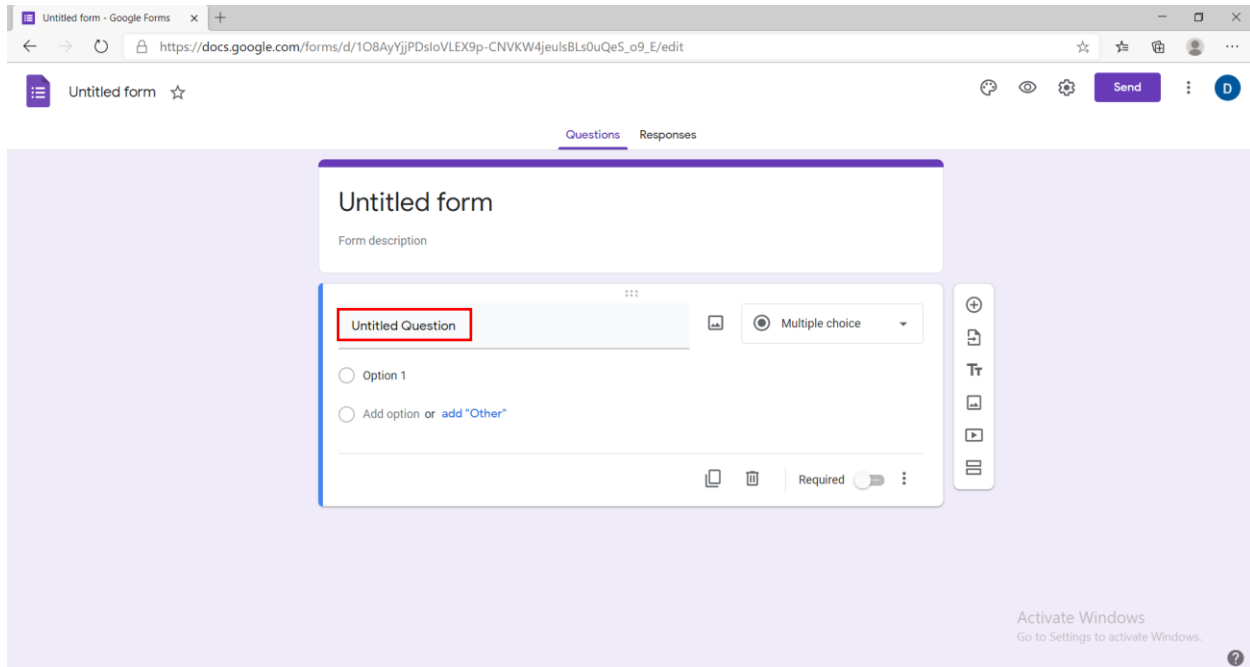 Untitled form - Google Forms
https://docs.google.com/forms/d/1O8AyYjjPDsIoVLEX9p-CNVKW4jeulsBLs0uQeS_o9_E/edit
Untitled form
Send
D
Questions Responses
Untitled form
Form description
Untitled Question
Multiple choice
Option 1
Add option or add "Other"
Required
Activate Windows
Go to Settings to activate Windows.